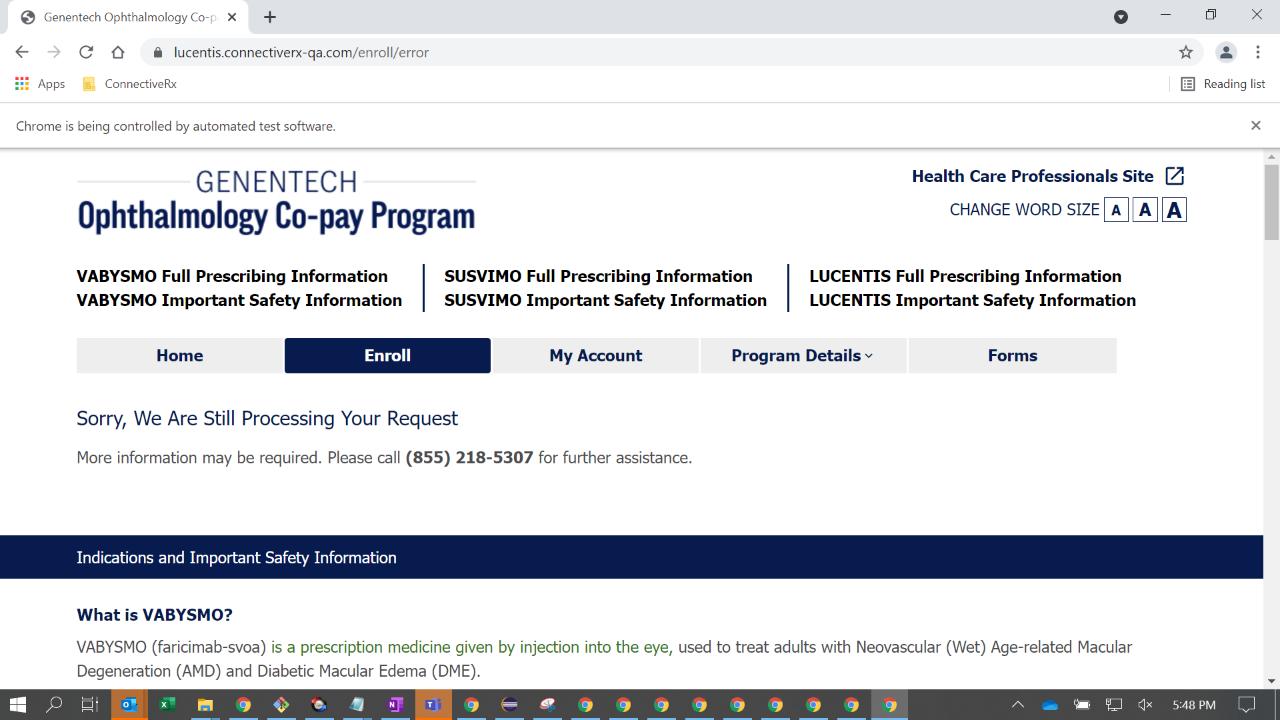 Genentech Ophthalmology Co-p
lucentis.connectiverx-qa.com/enroll/error
Apps
ConnectiveRx
Reading list
Chrome is being controlled by automated test software.
GENENTECH
Ophthalmology Co-pay Program
Health Care Professionals Site
CHANGE WORD SIZE A A A
VABYSMO Full Prescribing Information
VABYSMO Important Safety Information
SUSVIMO Full Prescribing Information
SUSVIMO Important Safety Information
LUCENTIS Full Prescribing Information
LUCENTIS Important Safety Information
Home
Enroll
My Account
Program Details
Forms
Sorry, We Are Still Processing Your Request
More information may be required. Please call (855) 218-5307 for further assistance.
Indications and Important Safety Information
What is VABYSMO?
VABYSMO (faricimab-svoa) is a prescription medicine given by injection into the eye, used to treat adults with Neovascular (Wet) Age-related Macular
Degeneration (AMD) and Diabetic Macular Edema (DME).
5:48 PM